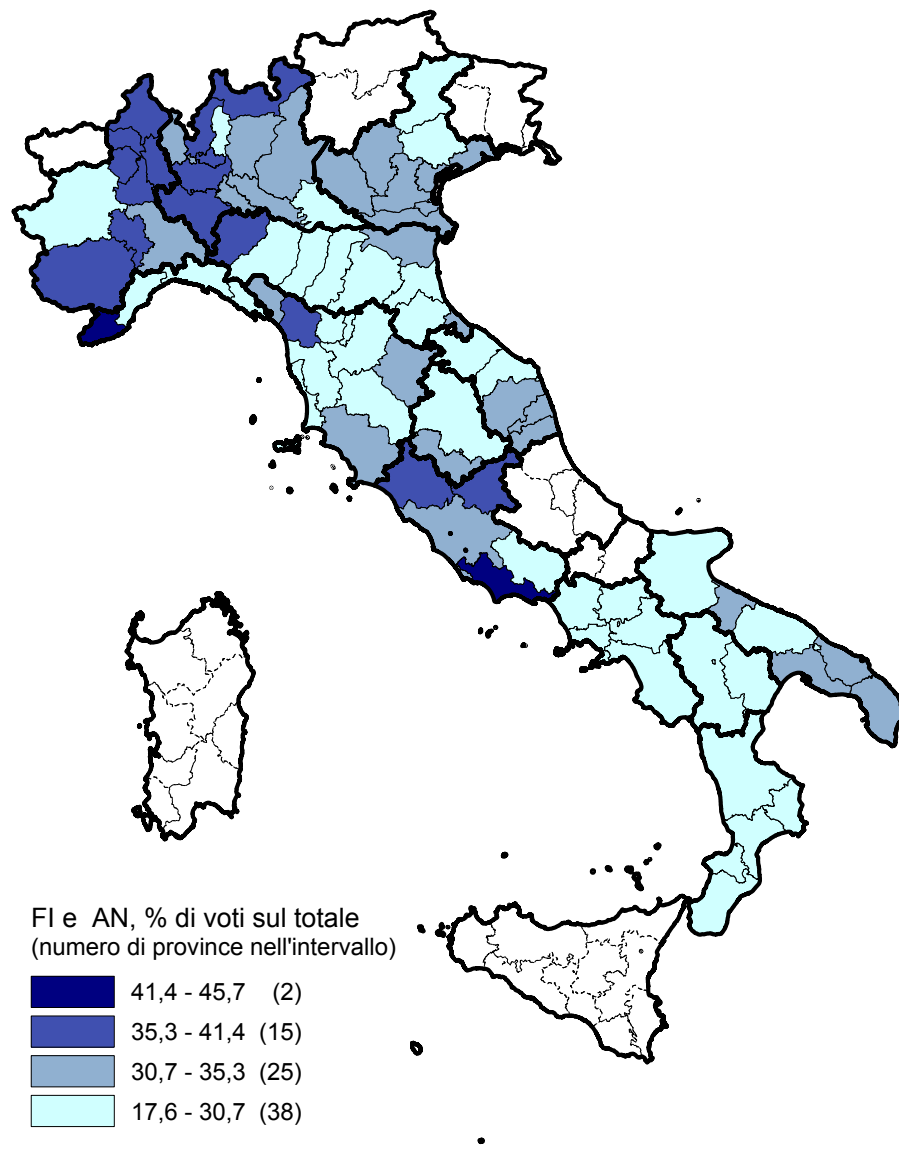 FI e AN, % di voti sul totale
(numero di province nell'intervallo)
41,4 - 45,7 (2)
35,3 - 41,4 (15)
30,7 - 35,3 (25)
17,6 - 30,7 (38)